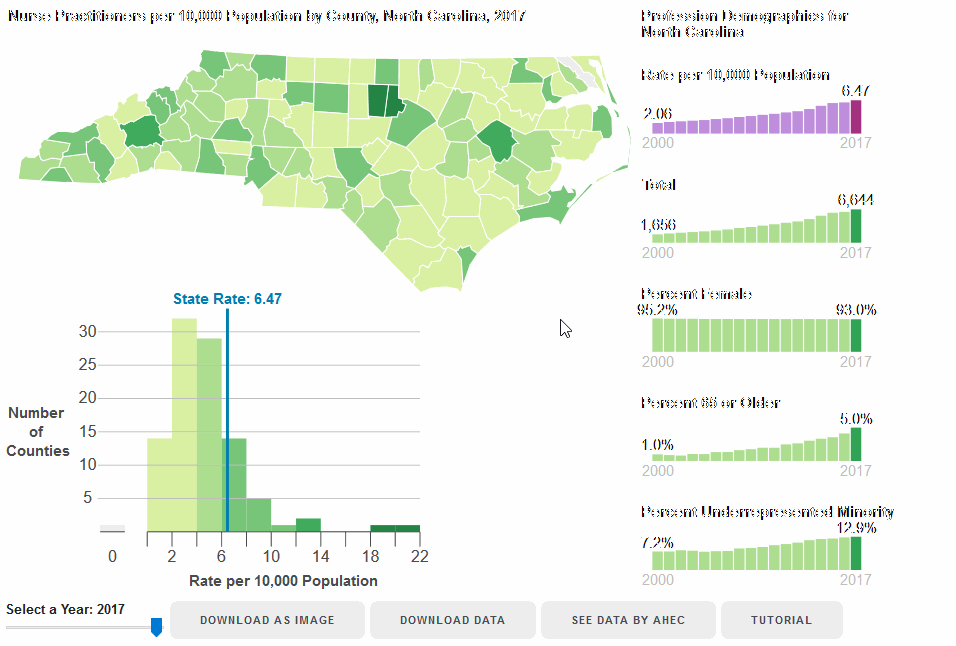 Nurse Practitioners per 10,000 Population by County, North Carolina, 2017
Profession Demographics for
North Carolina
Rate per 10,000 Population
2.06
6.47
2000
2017
Total
1,656
6,644
2000
2017
Percent Female
95.2%
93.0%
2000
2017
Percent 65 or Older
1.0%
5.0%
2000
2017
Percent Underrepresented Minority
7.2%
12.9%
2000
2017
State Rate: 6.47
30
25
20
15
10
5
Number
of
Counties
0
2
6
10
14
18
22
Rate per 10,000 Population
Select a Year: 2017
DOWNLOAD AS IMAGE
DOWNLOAD DATA
SEE DATA BY AHEC
TUTORIAL